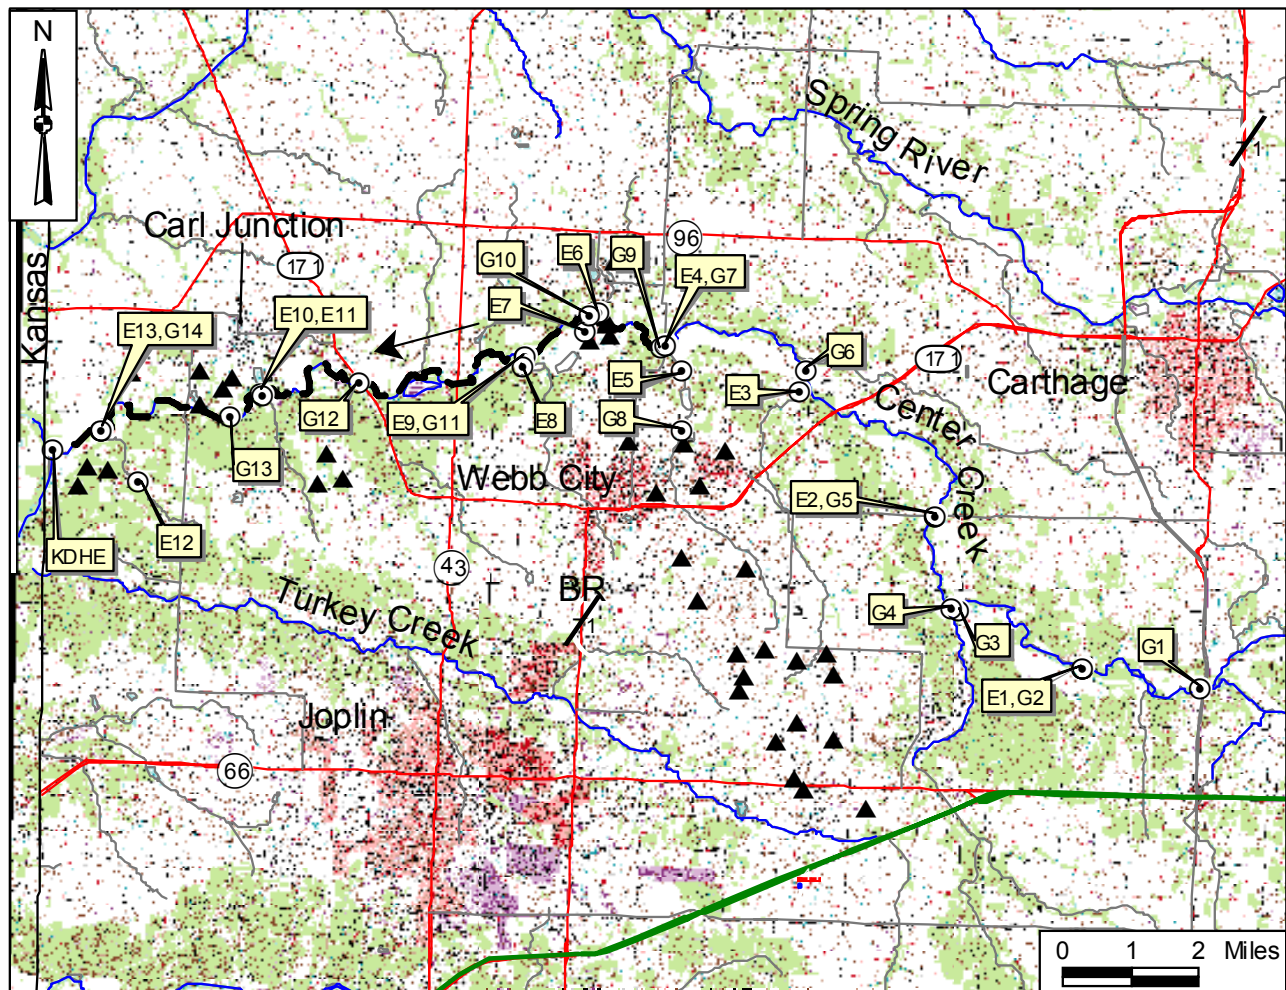 N
Spring River
1
Carl Junction
96
E6
G9
G10
E4, G7
171
Kansas
E7
E10, E11
E13, G14
G6
171
Carthage
E5
E3
G12
E9, G11
E8
G8
Center
Creek
G13
Webb City
E2, G5
E12
KDHE
43
BR
1
Turkey Creek
G4
G3
G1
E1, G2
Joplin
66
0 1 2 Miles